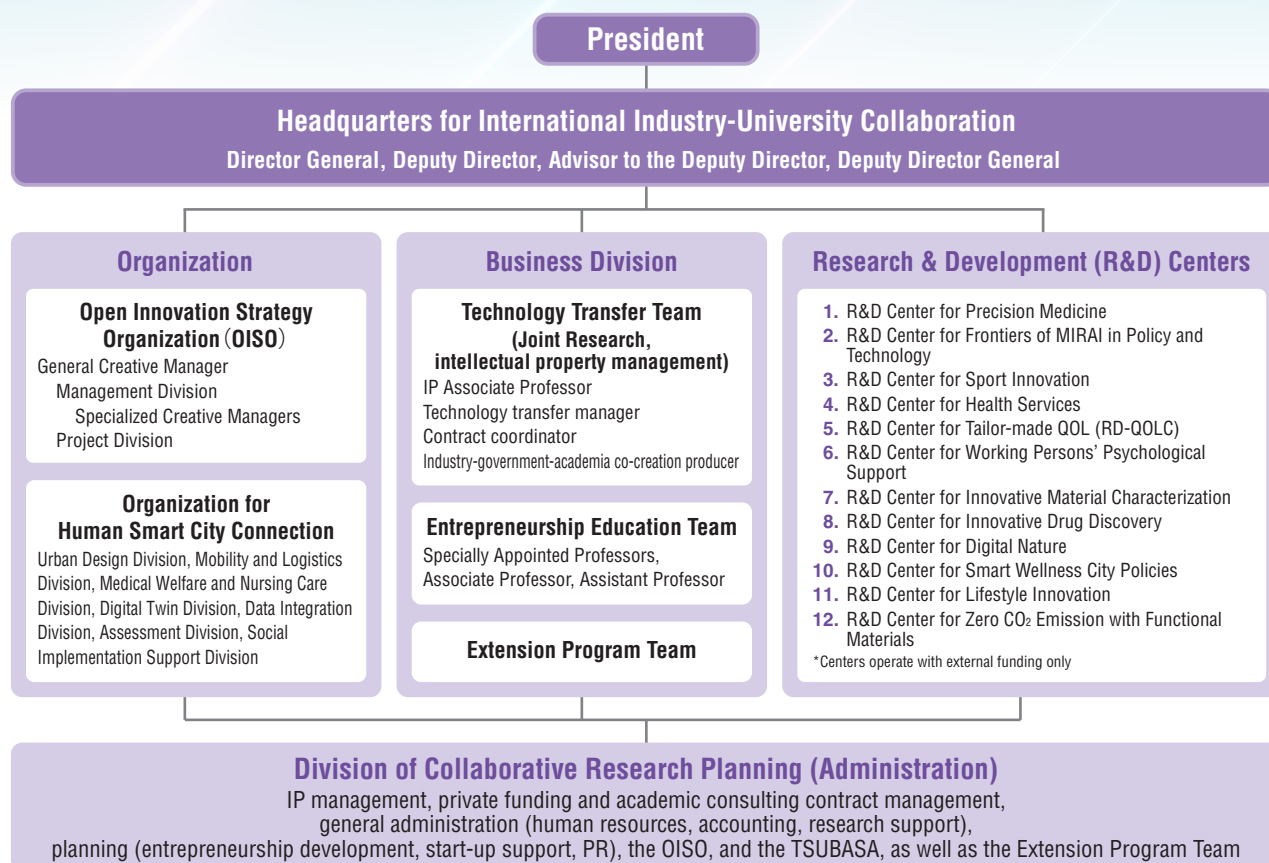 President
Headquarters for International Industry-University Collaboration
Director General, Deputy Director, Advisor to the Deputy Director, Deputy Director General
Organization
Open Innovation Strategy
Organization（OISO）
General Creative Manager
Management Division
Specialized Creative Managers
Project Division
Organization for
Human Smart City Connection
Urban Design Division, Mobility and Logistics
Division, Medical Welfare and Nursing Care
Division, Digital Twin Division, Data Integration
Division, Assessment Division, Social
Implementation Support Division
Business Division
Technology Transfer Team
(Joint Research,
intellectual property management)
IP Associate Professor
Technology transfer manager
Contract coordinator
Industry-government-academia co-creation producer
Entrepreneurship Education Team
Specially Appointed Professors,
Associate Professor, Assistant Professor
Extension Program Team
Research & Development (R&D) Centers
1. R&D Center for Precision Medicine
2. R&D Center for Frontiers of MIRAI in Policy and
Technology
3. R&D Center for Sport Innovation
4. R&D Center for Health Services
5. R&D Center for Tailor-made QOL (RD-QOLC)
6. R&D Center for Working Persons’ Psychological
Support
7. R&D Center for Innovative Material Characterization
8. R&D Center for Innovative Drug Discovery
9. R&D Center for Digital Nature
10. R&D Center for Smart Wellness City Policies
11. R&D Center for Lifestyle Innovation
12. R&D Center for Zero CO₂ Emission with Functional
Materials
*Centers operate with external funding only
Division of Collaborative Research Planning (Administration)
IP management, private funding and academic consulting contract management,
general administration (human resources, accounting, research support),
planning (entrepreneurship development, start-up support, PR), the OISO, and the TSUBASA, as well as the Extension Program Team